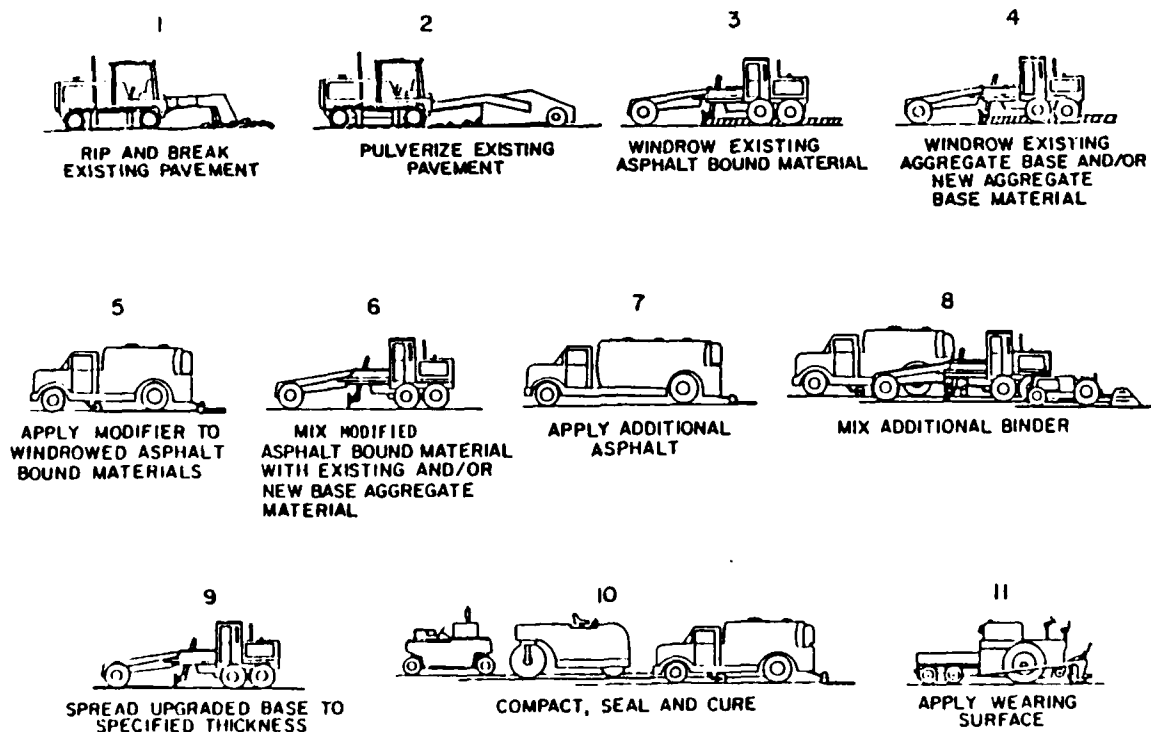 1
2
3
4
RIP AND BREAK
EXISTING PAVEMENT
PULVERIZE EXISTING
PAVEMENT
WINDROW EXISTING
ASPHALT BOUND MATERIAL
WINDROW EXISTING
AGGREGATE BASE AND/OR
NEW AGGREGATE
BASE MATERIAL
5
6
7
8
APPLY MODIFIER TO
WINDROWED ASPHALT
BOUND MATERIALS
MIX MODIFIED
ASPHALT BOUND MATERIAL
WITH EXISTING AND/OR
NEW BASE AGGREGATE
MATERIAL
APPLY ADDITIONAL
ASPHALT
MIX ADDITIONAL BINDER
9
10
11
SPREAD UPGRADED BASE TO
SPECIFIED THICKNESS
COMPACT, SEAL AND CURE
APPLY WEARING
SURFACE